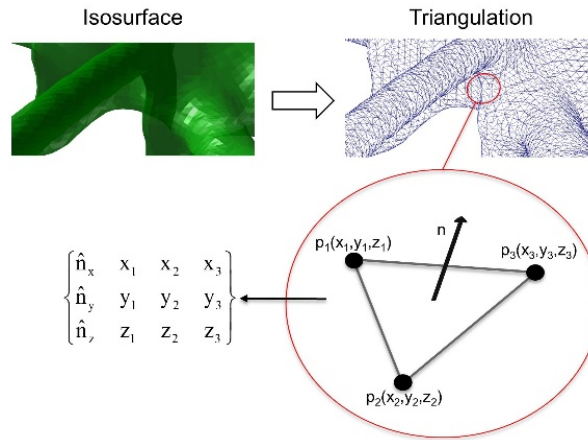 Isosurface
Triangulation
n
p₁(x₁,y₁,z₁)
p₃(x₃,y₃,z₃)
n̂ₓ x₁ x₂ x₃
n̂ᵧ y₁ y₂ y₃
n̂_z z₁ z₂ z₃
p₂(x₂,y₂,z₂)